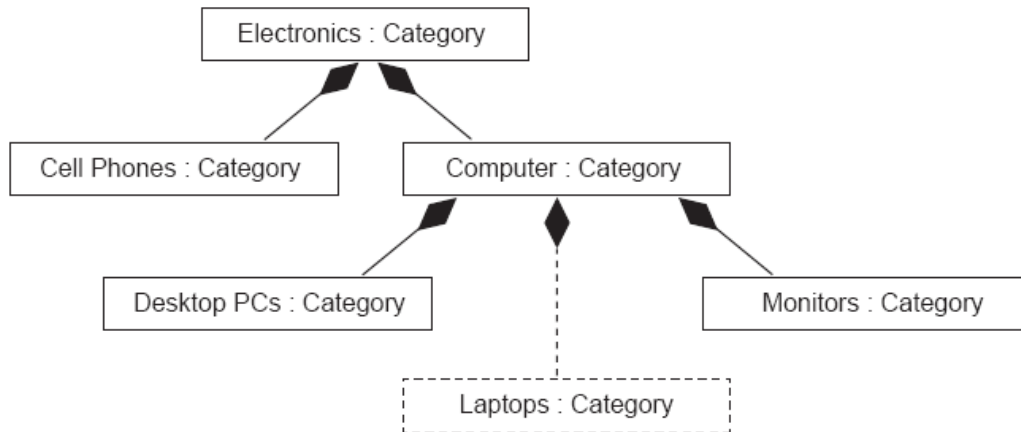 Electronics : Category
Cell Phones : Category
Computer : Category
Desktop PCs : Category
Monitors : Category
Laptops : Category